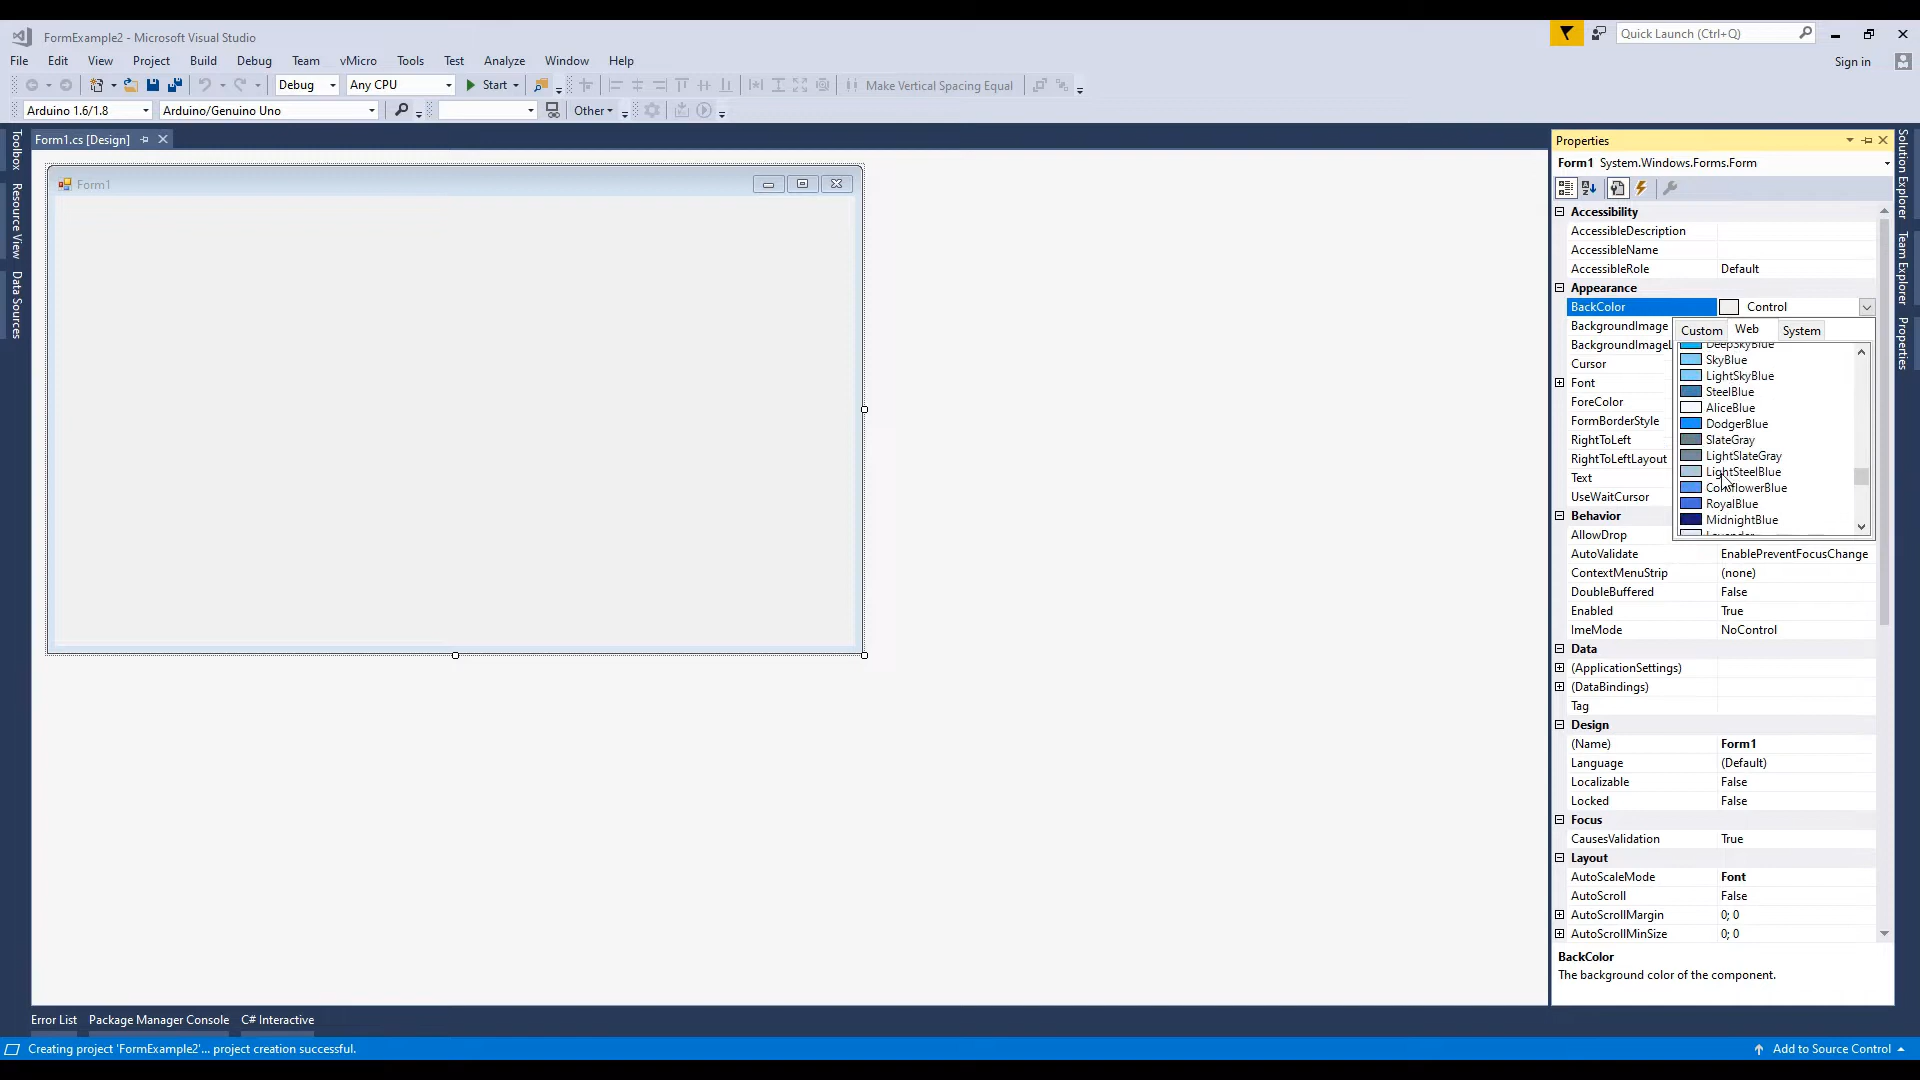 FormExample2 - Microsoft Visual Studio
Quick Launch (Ctrl+Q)
File Edit View Project Build Debug Team vMicro Tools Test Analyze Window Help
Sign in
Debug Any CPU Start Make Vertical Spacing Equal
Arduino 1.6/1.8 Arduino/Genuino Uno Other
Toolbox
Resource View
Data Sources
Form1.cs [Design]
Form1
Properties
Form1 System.Windows.Forms.Form
Accessibility
AccessibleDescription
AccessibleName
AccessibleRole Default
Appearance
BackColor Control
BackgroundImage
BackgroundImageL
Cursor
Font
ForeColor
FormBorderStyle
RightToLeft
RightToLeftLayout
Text
UseWaitCursor
Custom Web System
DeepSkyBlue
SkyBlue
LightSkyBlue
SteelBlue
AliceBlue
DodgerBlue
SlateGray
LightSlateGray
LightSteelBlue
CornflowerBlue
RoyalBlue
MidnightBlue
Lavender
Behavior
AllowDrop
AutoValidate EnablePreventFocusChange
ContextMenuStrip (none)
DoubleBuffered False
Enabled True
ImeMode NoControl
Data
(ApplicationSettings)
(DataBindings)
Tag
Design
(Name) Form1
Language (Default)
Localizable False
Locked False
Focus
CausesValidation True
Layout
AutoScaleMode Font
AutoScroll False
AutoScrollMargin 0; 0
AutoScrollMinSize 0; 0
BackColor
The background color of the component.
Solution Explorer
Team Explorer
Properties
Error List Package Manager Console C# Interactive
Creating project 'FormExample2'... project creation successful.
Add to Source Control